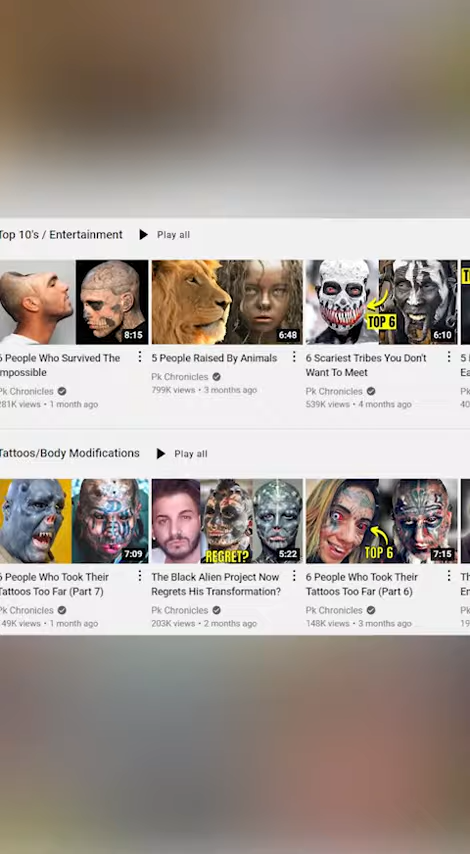 Top 10's / Entertainment ▶ Play all
8:15
6:48
TOP 6
6:10
6 People Who Survived The
Impossible
Pk Chronicles
281K views • 1 month ago
5 People Raised By Animals
Pk Chronicles
799K views • 3 months ago
6 Scariest Tribes You Don't
Want To Meet
Pk Chronicles
539K views • 4 months ago
Tattoos/Body Modifications ▶ Play all
7:09
REGRET?
5:22
TOP 6
7:15
6 People Who Took Their
Tattoos Too Far (Part 7)
Pk Chronicles
149K views • 1 month ago
The Black Alien Project Now
Regrets His Transformation?
Pk Chronicles
203K views • 2 months ago
6 People Who Took Their
Tattoos Too Far (Part 6)
Pk Chronicles
148K views • 3 months ago